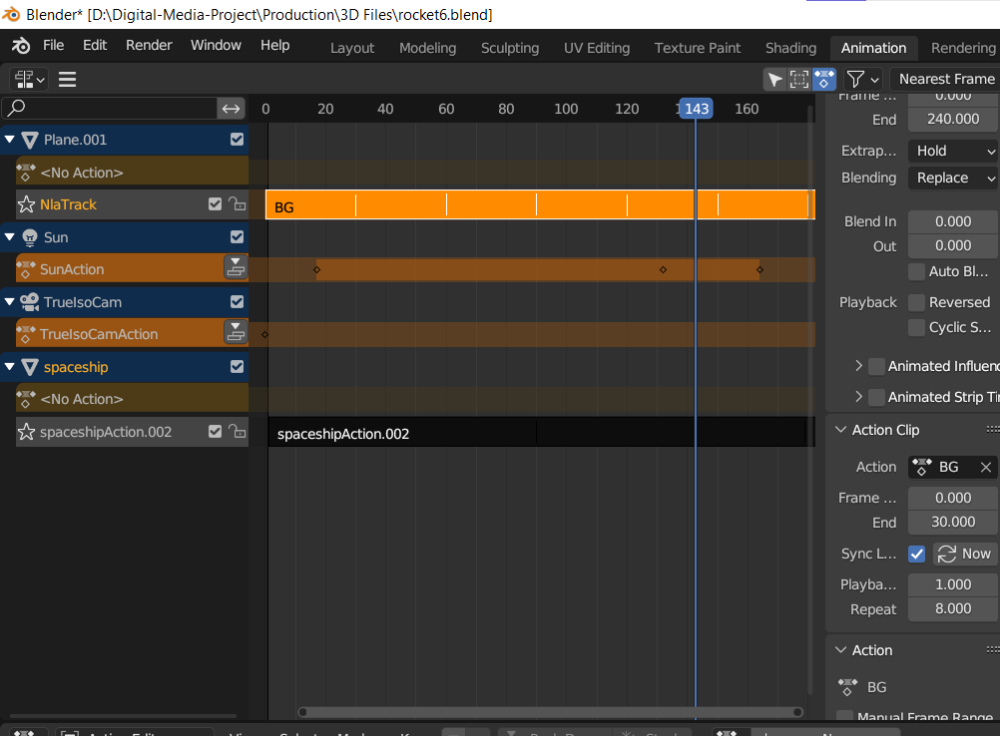 Blender* [D:\Digital-Media-Project\Production\3D Files\rocket6.blend]
File Edit Render Window Help Layout Modeling Sculpting UV Editing Texture Paint Shading Animation Rendering
Nearest Frame
0 20 40 60 80 100 120 143 160
Frame ... 0.000
End 240.000
Plane.001
<No Action>
Extrap... Hold
Blending Replace
NlaTrack BG
Blend In 0.000
Out 0.000
Sun
SunAction
Auto Bl...
TrueIsoCam
Playback Reversed
Cyclic S...
TrueIsoCamAction
spaceship
Animated Influen
<No Action>
Animated Strip Ti
spaceshipAction.002 spaceshipAction.002
Action Clip
Action BG
Frame ... 0.000
End 30.000
Sync L... Now
Playba... 1.000
Repeat 8.000
Action
BG
Manual Frame Range